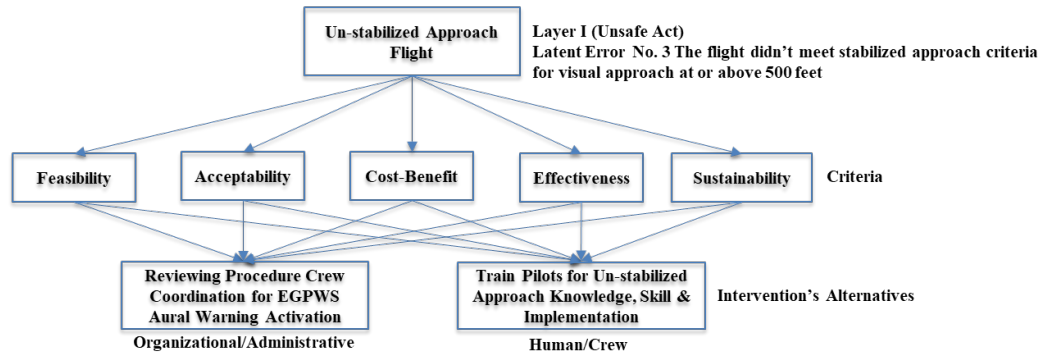 Un-stabilized Approach
Flight
Layer I (Unsafe Act)
Latent Error No. 3 The flight didn't meet stabilized approach criteria
for visual approach at or above 500 feet
Feasibility
Acceptability
Cost-Benefit
Effectiveness
Sustainability
Criteria
Reviewing Procedure Crew
Coordination for EGPWS
Aural Warning Activation
Train Pilots for Un-stabilized
Approach Knowledge, Skill &
Implementation
Intervention's Alternatives
Organizational/Administrative
Human/Crew